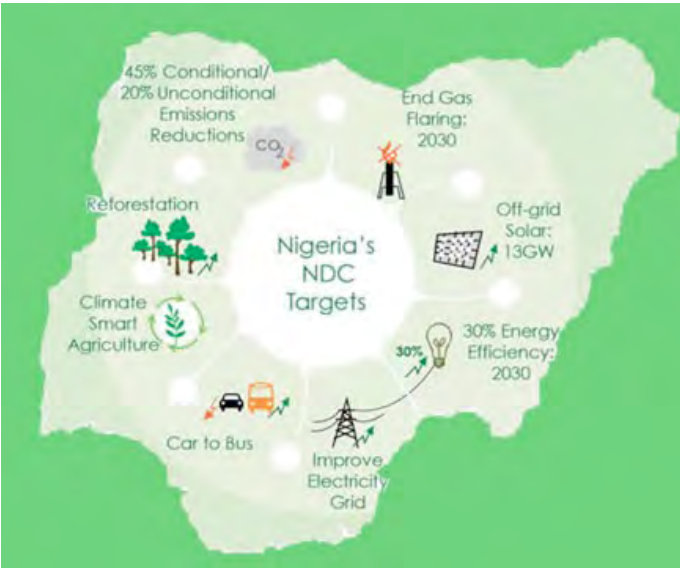 45% Conditional/
20% Unconditional
Emissions
Reductions
CO2
End Gas
Flaring:
2030
Reforestation
Off-grid
Solar:
13GW
Nigeria's
NDC
Targets
Climate
Smart
Agriculture
30%
30% Energy
Efficiency:
2030
Car to Bus
Improve
Electricity
Grid